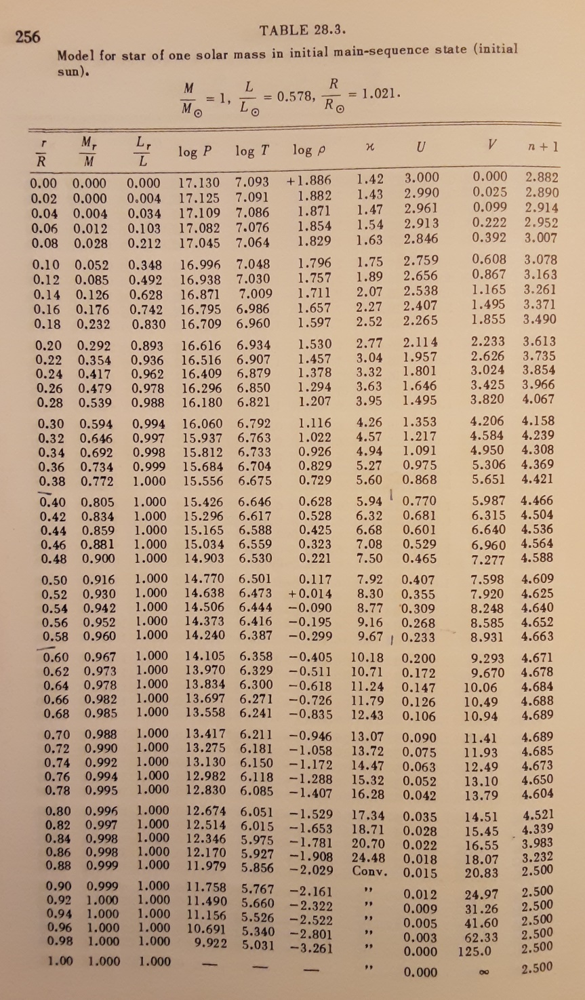 256
TABLE 28.3.
Model for star of one solar mass in initial main-sequence state (initial
sun).
M/M☉ = 1, L/L☉ = 0.578, R/R☉ = 1.021.
r/R Mr/M Lr/L log P log T log ρ ϰ U V n + 1
0.00 0.000 0.000 17.130 7.093 +1.886 1.42 3.000 0.000 2.882
0.02 0.000 0.004 17.125 7.091 1.882 1.43 2.990 0.025 2.890
0.04 0.004 0.034 17.109 7.086 1.871 1.47 2.961 0.099 2.914
0.06 0.012 0.103 17.082 7.076 1.854 1.54 2.913 0.222 2.952
0.08 0.028 0.212 17.045 7.064 1.829 1.63 2.846 0.392 3.007
0.10 0.052 0.348 16.996 7.048 1.796 1.75 2.759 0.608 3.078
0.12 0.085 0.492 16.938 7.030 1.757 1.89 2.656 0.867 3.163
0.14 0.126 0.628 16.871 7.009 1.711 2.07 2.538 1.165 3.261
0.16 0.176 0.742 16.795 6.986 1.657 2.27 2.407 1.495 3.371
0.18 0.232 0.830 16.709 6.960 1.597 2.52 2.265 1.855 3.490
0.20 0.292 0.893 16.616 6.934 1.530 2.77 2.114 2.233 3.613
0.22 0.354 0.936 16.516 6.907 1.457 3.04 1.957 2.626 3.735
0.24 0.417 0.962 16.409 6.879 1.378 3.32 1.801 3.024 3.854
0.26 0.479 0.978 16.296 6.850 1.294 3.63 1.646 3.425 3.966
0.28 0.539 0.988 16.180 6.821 1.207 3.95 1.495 3.820 4.067
0.30 0.594 0.994 16.060 6.792 1.116 4.26 1.353 4.206 4.158
0.32 0.646 0.997 15.937 6.763 1.022 4.57 1.217 4.584 4.239
0.34 0.692 0.998 15.812 6.733 0.926 4.94 1.091 4.950 4.308
0.36 0.734 0.999 15.684 6.704 0.829 5.27 0.975 5.306 4.369
0.38 0.772 1.000 15.556 6.675 0.729 5.60 0.868 5.651 4.421
0.40 0.805 1.000 15.426 6.646 0.628 5.94 0.770 5.987 4.466
0.42 0.834 1.000 15.296 6.617 0.528 6.32 0.681 6.315 4.504
0.44 0.859 1.000 15.165 6.588 0.425 6.68 0.601 6.640 4.536
0.46 0.881 1.000 15.034 6.559 0.323 7.08 0.529 6.960 4.564
0.48 0.900 1.000 14.903 6.530 0.221 7.50 0.465 7.277 4.588
0.50 0.916 1.000 14.770 6.501 0.117 7.92 0.407 7.598 4.609
0.52 0.930 1.000 14.638 6.473 +0.014 8.30 0.355 7.920 4.625
0.54 0.942 1.000 14.506 6.444 −0.090 8.77 0.309 8.248 4.640
0.56 0.952 1.000 14.373 6.416 −0.195 9.16 0.268 8.585 4.652
0.58 0.960 1.000 14.240 6.387 −0.299 9.67 0.233 8.931 4.663
0.60 0.967 1.000 14.105 6.358 −0.405 10.18 0.200 9.293 4.671
0.62 0.973 1.000 13.970 6.329 −0.511 10.71 0.172 9.670 4.678
0.64 0.978 1.000 13.834 6.300 −0.618 11.24 0.147 10.06 4.684
0.66 0.982 1.000 13.697 6.271 −0.726 11.79 0.126 10.49 4.688
0.68 0.985 1.000 13.558 6.241 −0.835 12.43 0.106 10.94 4.689
0.70 0.988 1.000 13.417 6.211 −0.946 13.07 0.090 11.41 4.689
0.72 0.990 1.000 13.275 6.181 −1.058 13.72 0.075 11.93 4.685
0.74 0.992 1.000 13.130 6.150 −1.172 14.47 0.063 12.49 4.673
0.76 0.994 1.000 12.982 6.118 −1.288 15.32 0.052 13.10 4.650
0.78 0.995 1.000 12.830 6.085 −1.407 16.28 0.042 13.79 4.604
0.80 0.996 1.000 12.674 6.051 −1.529 17.34 0.035 14.51 4.521
0.82 0.997 1.000 12.514 6.015 −1.653 18.71 0.028 15.45 4.339
0.84 0.998 1.000 12.346 5.975 −1.781 20.70 0.022 16.55 3.983
0.86 0.998 1.000 12.170 5.927 −1.908 24.48 0.018 18.07 3.232
0.88 0.999 1.000 11.979 5.856 −2.029 Conv. 0.015 20.83 2.500
0.90 0.999 1.000 11.758 5.767 −2.161 " 0.012 24.97 2.500
0.92 1.000 1.000 11.490 5.660 −2.322 " 0.009 31.26 2.500
0.94 1.000 1.000 11.156 5.526 −2.522 " 0.005 41.60 2.500
0.96 1.000 1.000 10.691 5.340 −2.801 " 0.003 62.33 2.500
0.98 1.000 1.000 9.922 5.031 −3.261 " 0.000 125.0 2.500
1.00 1.000 1.000 — — — " 0.000 ∞ 2.500